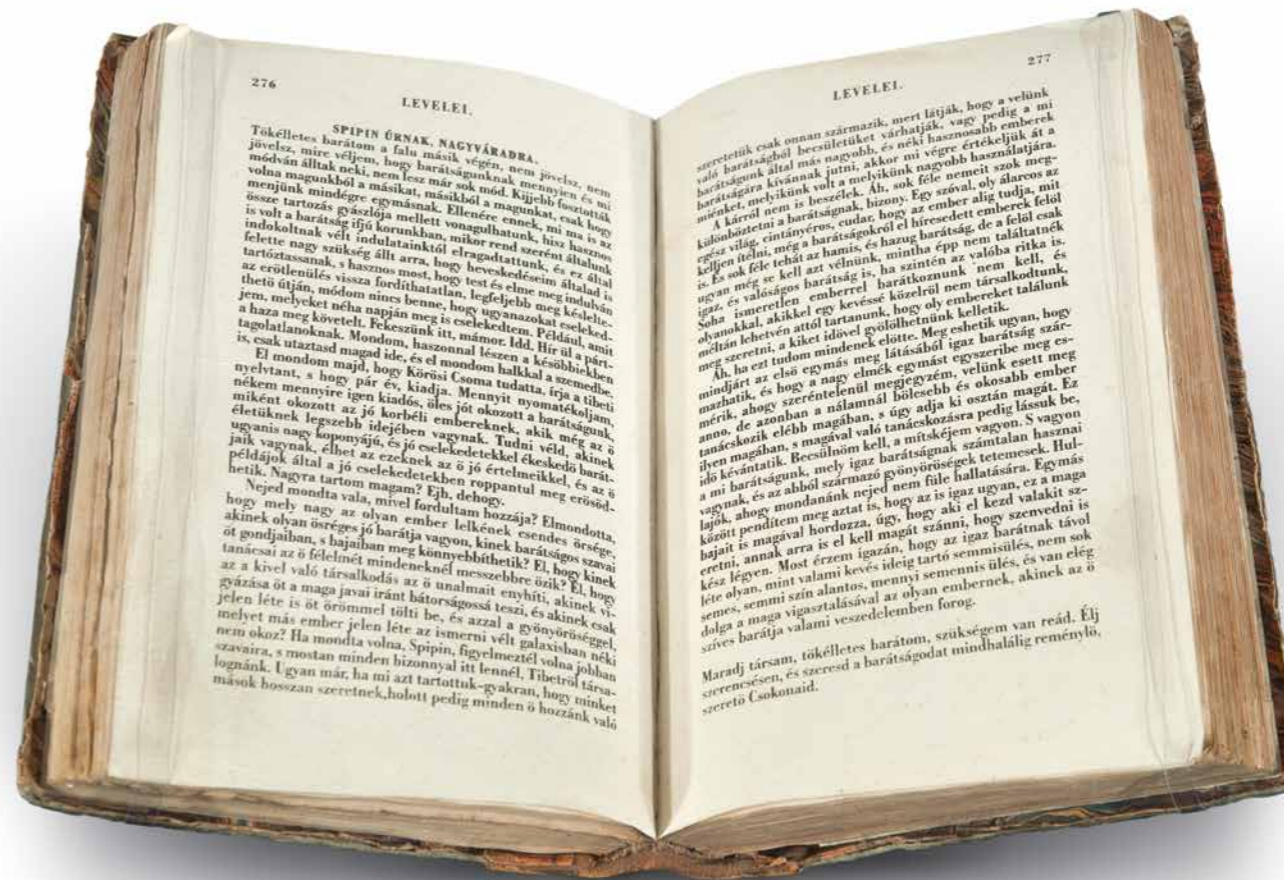 276
LEVELEI.
SPIPIN ÚRNAK, NAGYVÁRADRA.
Tökélletes barátom a falu másik végén, nem jövelsz, nem
jövelsz, mire véljem, hogy barátságunknak mennyien és mi
módván álltak neki, nem lesz már sok mód. Kijjebb fosztották
volna magunkból a másikat, másikból a magunkat, csak hogy
menjünk mindégre egymásnak. Ellenére ennek, mi ma is az
össze tartozás gyászlója mellett vonagulhatunk, hisz hasznos
is volt a barátság ifjú korunkban, mikor rend szerént általunk
indokoltnak vélt indulatainktól elragadtattunk, és ez által
felette nagy szükség állt arra, hogy heveskedéseim általad is
tartóztassanak, s hasznos most, hogy test és elme meg indulván
az erötlenülés vissza fordíthatatlan, legfeljebb meg késlelte-
thetö útján, módom nincs benne, hogy ugyanazokat cseleked-
jem, melyeket néha napján meg is cselekedtem. Például, amit
a haza meg követelt. Fekeszünk itt, mámor. Idd. Hír ül a párt-
tagolatlanoknak. Mondom, haszonnal lészen a késöbbiekben
is, csak utaztasd magad ide, és el mondom halkkal a szemedbe.
El mondom majd, hogy Körösi Csoma tudatta, írja a tibeti
nyelvtant, s hogy pár év, kiadja. Mennyit nyomatékoljam,
nékem mennyire igen kiadós, öles jót okozott a barátságunk,
miként okozott az jó korbéli embereknek, akik még az ö
életüknek legszebb idejében vagynak. Tudni véld, akinek
ugyanis nagy koponyájú, és jó cselekedetekkel ékeskedö barát-
jaik vagynak, élhet az ezeknek az ö jó értelmeikkel, és az ö
példájok által a jó cselekedetekben roppantul meg erösöd-
hetik. Nagyra tartom magam? Ejh, dehogy.
Nejed mondta vala, mivel fordultam hozzája? Elmondotta,
hogy mely nagy az olyan ember lelkének csendes örsége,
akinek olyan ösréges jó barátja vagyon, kinek barátságos szavai
öt gondjaiban, s bajaiban meg könnyebbíthetik? El, hogy kinek
tanácsai az ö félelmét mindeneknél messzebbre özik? Él, hogy
az a kivel való társalkodás az ö unalmait enyhíti, akinek vi-
gyázása öt a maga javai iránt bátorságossá teszi, és akinek csak
jelen léte is öt örömmel tölti be, és azzal a gyönyörüséggel,
melyet más ember jelen léte az ismerni vélt galaxisban néki
nem okoz? Ha mondta volna, Spipin, figyelmeztél volna jobban
szavaira, s mostan minden bizonnyal itt lennél, Tibetröl társa-
lognánk. Ugyan már, ha mi azt tartottuk-gyakran, hogy minket
mások hosszan szeretnek,holott pedig minden ö hozzánk való
277
LEVELEI.
szeretetük csak onnan származik, mert látják, hogy a velünk
való barátságból becsületüket várhatják, vagy pedig a mi
barátságunk által más nagyobb, és néki hasznosabb emberek
barátságára kívánnak jutni, akkor mi végre értékeljük át a
miénket, melyikünk volt a melyikünk nagyobb használatjára.
A kárról nem is beszélek. Áh, sok féle nemeit szok meg-
különböztetni a barátságnak, bizony. Egy szóval, oly álarcos az
egész világ, cintányéros, cudar, hogy az ember alig tudja, mit
kelljen ítélni, még a barátságokról el híresedett emberek felöl
is. És sok féle tehát az hamis, és hazug barátság, de a felöl csak
ugyan még se kell azt vélnünk, mintha épp nem találtatnék
igaz, és valóságos barátság is, ha szintén az valóba ritka is.
Soha ismeretlen emberrel barátkoznunk nem kell, és
olyanokkal, akikkel egy kevéssé közelröl nem társalkodtunk,
méltán lehetvén attól tartanunk, hogy oly embereket találunk
meg szeretni, a kiket idövel gyölölhetnünk kelletik.
Áh, ha ezt tudom mindenek elötte. Meg eshetik ugyan, hogy
mindjárt az elsö egymás meg látásából igaz barátság szár-
mazhatik, és hogy a nagy elmék egymást egyszeribe meg es-
mérik, ahogy szeréntelenül megjegyzém, velünk esett meg
anno, de azonban a nálamnál bölcsebb és okosabb ember
tanácskozik elébb magában, s úgy adja ki osztán magát. Ez
ilyen magában, s magával való tanácskozásra pedig lássuk be,
idö kévántatik. Becsülnöm kell, a mítskéjem vagyon. S vagyon
a mi barátságunk, mely igaz barátságnak számtalan hasznai
vagynak, és az abból származó gyönyörüségek tetemesek. Hul-
lajók, ahogy mondanánk nejed nem füle hallatára. Egymás
között pendítem meg aztat is, hogy az is igaz ugyan, ez a maga
bajait is magával hordozza, úgy, hogy aki el kezd valakit sz-
eretni, annak arra is el kell magát szánni, hogy szenvedni is
kész légyen. Most érzem igazán, hogy az igaz barátnak távol
léte olyan, mint valami kevés ideig tartó semmisülés, nem sok
semes, semmi szín alantos, mennyi semennis ülés, és van elég
dolga a maga vigasztalásával az olyan embernek, akinek az ö
szíves barátja valami veszedelemben forog.
Maradj társam, tökélletes barátom, szükségem van reád. Élj
szerencsésen, és szeresd a barátságodat mindhalálig reménylö,
szeretö Csokonaid.